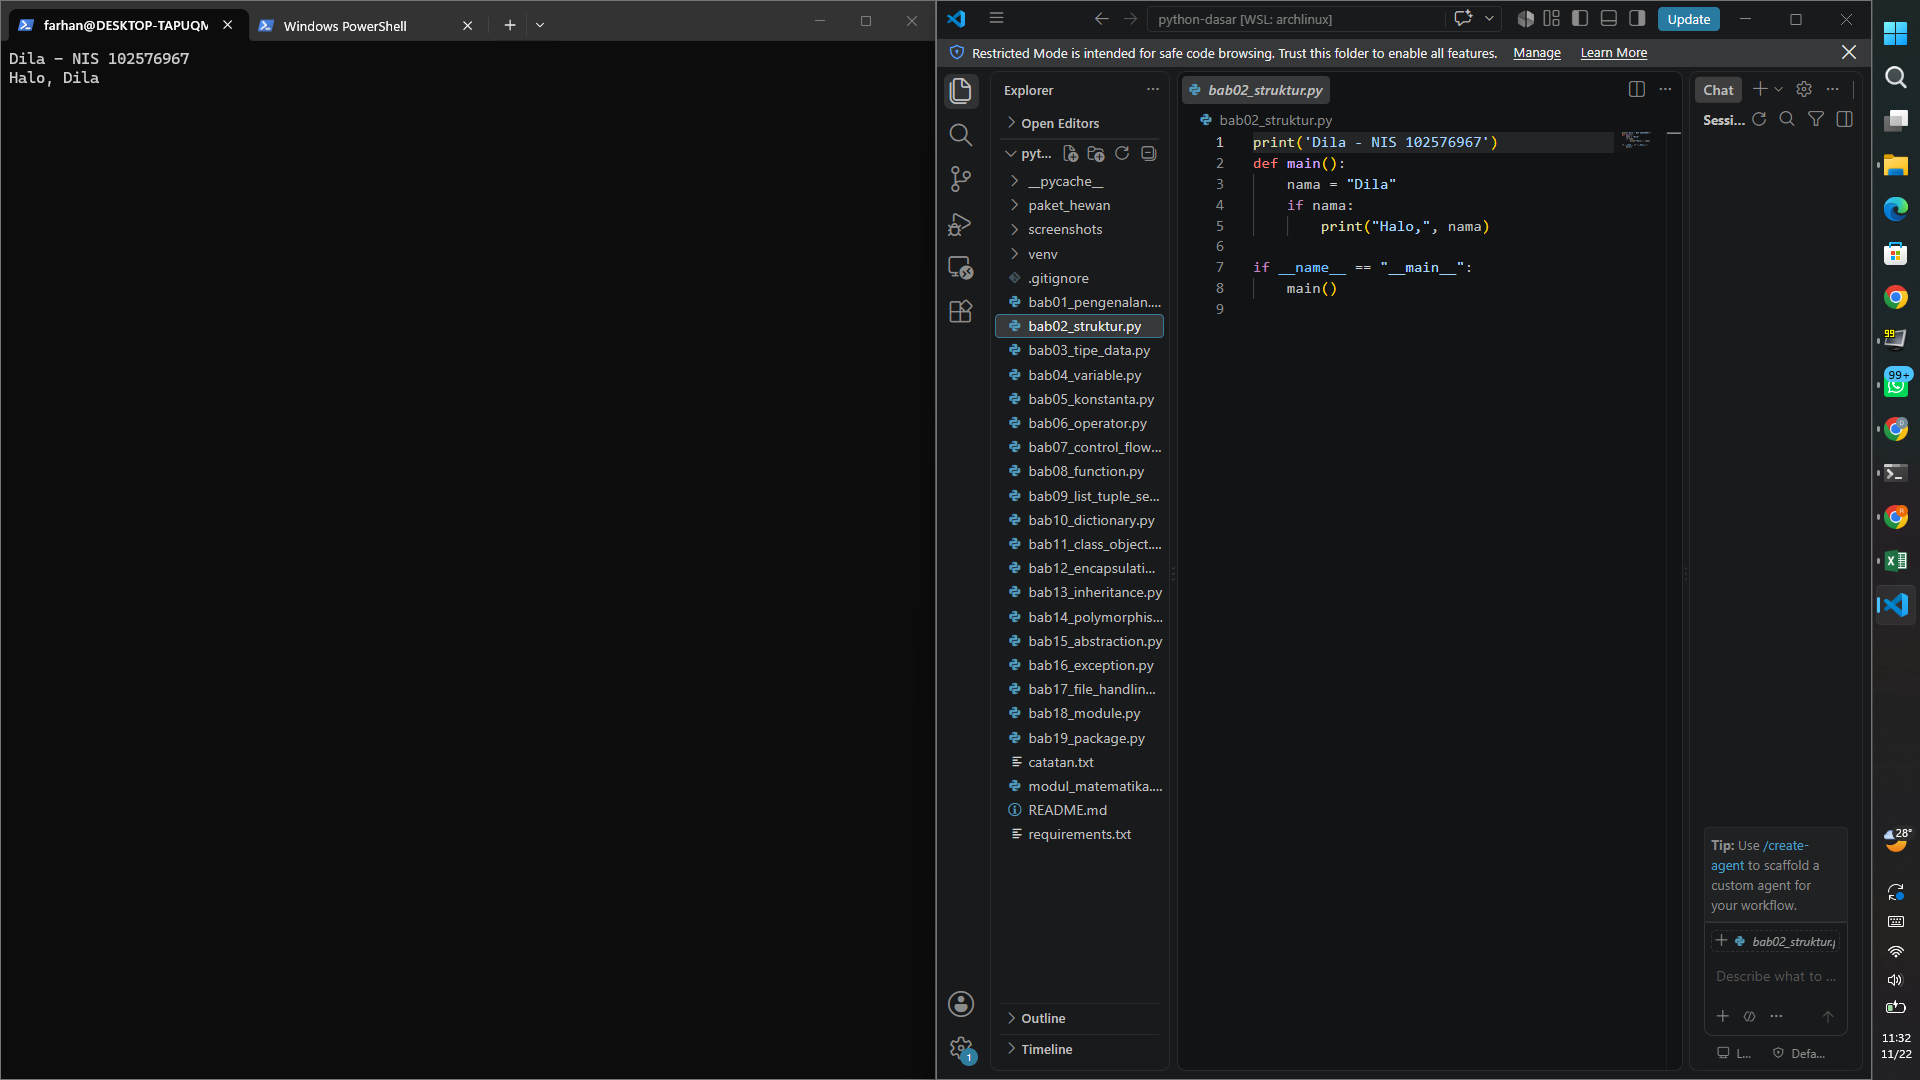 farhan@DESKTOP-TAPUQM
Windows PowerShell
Dila - NIS 102576967
Halo, Dila
python-dasar [WSL: archlinux]
Update
Restricted Mode is intended for safe code browsing. Trust this folder to enable all features.
Manage
Learn More
Explorer
Open Editors
pyt...
__pycache__
paket_hewan
screenshots
venv
.gitignore
bab01_pengenalan....
bab02_struktur.py
bab03_tipe_data.py
bab04_variable.py
bab05_konstanta.py
bab06_operator.py
bab07_control_flow...
bab08_function.py
bab09_list_tuple_se...
bab10_dictionary.py
bab11_class_object....
bab12_encapsulati...
bab13_inheritance.py
bab14_polymorphis...
bab15_abstraction.py
bab16_exception.py
bab17_file_handlin...
bab18_module.py
bab19_package.py
catatan.txt
modul_matematika....
README.md
requirements.txt
Outline
Timeline
1
bab02_struktur.py
bab02_struktur.py
1 print('Dila - NIS 102576967')
2 def main():
3     nama = "Dila"
4     if nama:
5         print("Halo,", nama)
6
7 if __name__ == "__main__":
8     main()
9
Chat
Sessi...
Tip: Use /create-
agent to scaffold a
custom agent for
your workflow.
bab02_struktur.p
Describe what to ...
L...
Defa...
99
99+
28°
11:32
11/22